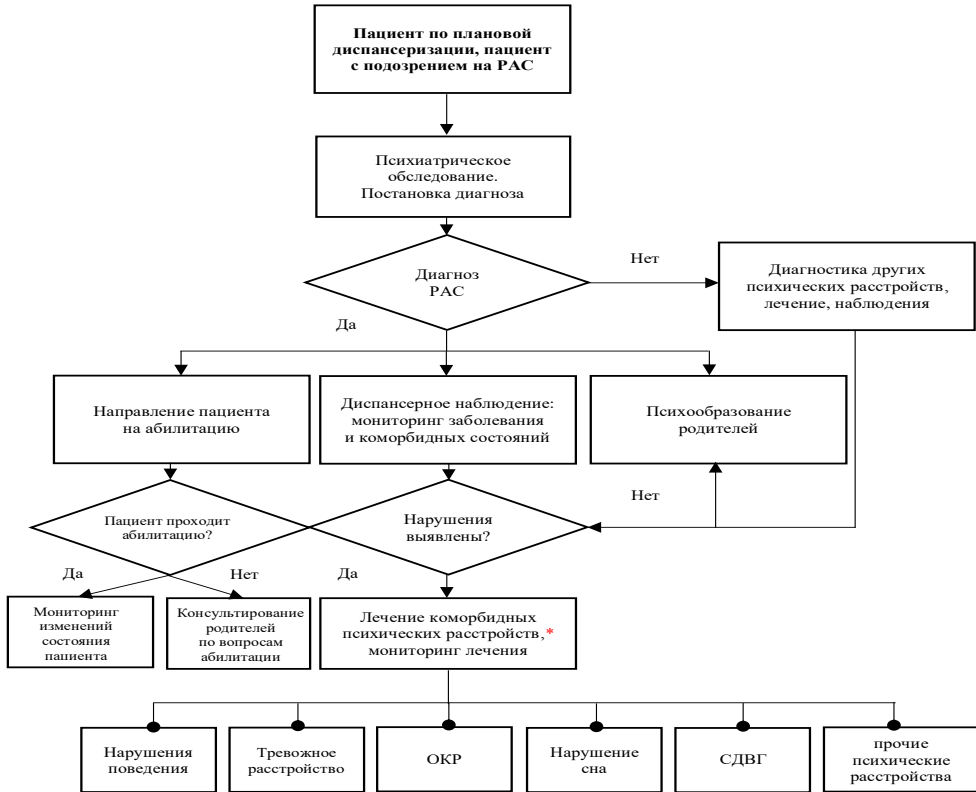 Пациент по плановой
диспансеризации, пациент
с подозрением на РАС
Психиатрическое
обследование.
Постановка диагноза
Диагноз
РАС
Нет
Диагностика других
психических расстройств,
лечение, наблюдения
Да
Направление пациента
на абилитацию
Диспансерное наблюдение:
мониторинг заболевания
и коморбидных состояний
Психообразование
родителей
Пациент проходит
абилитацию?
Нарушения
выявлены?
Нет
Да
Нет
Да
Мониторинг
изменений
состояния
пациента
Консультирование
родителей
по вопросам
абилитации
Лечение коморбидных
психических расстройств,*
мониторинг лечения
Нарушения
поведения
Тревожное
расстройство
ОКР
Нарушение
сна
СДВГ
прочие
психические
расстройства